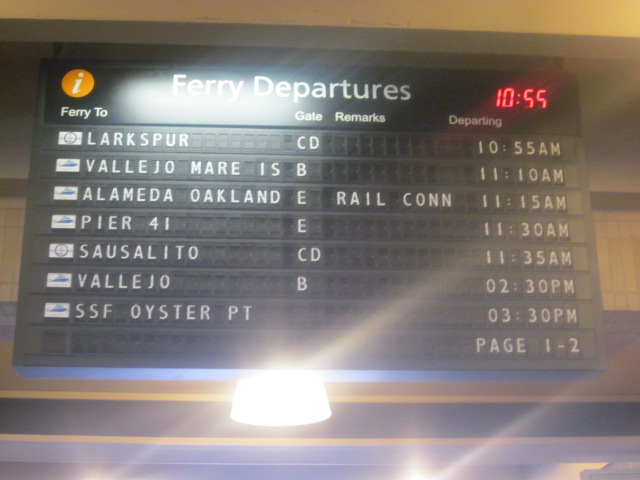 i Ferry Departures 10:55
Ferry To Gate Remarks Departing
LARKSPUR CD 10:55AM
VALLEJO MARE IS B 11:10AM
ALAMEDA OAKLAND E RAIL CONN 11:15AM
PIER 41 E 11:30AM
SAUSALITO CD 11:35AM
VALLEJO B 02:30PM
SSF OYSTER PT 03:30PM
PAGE 1-2